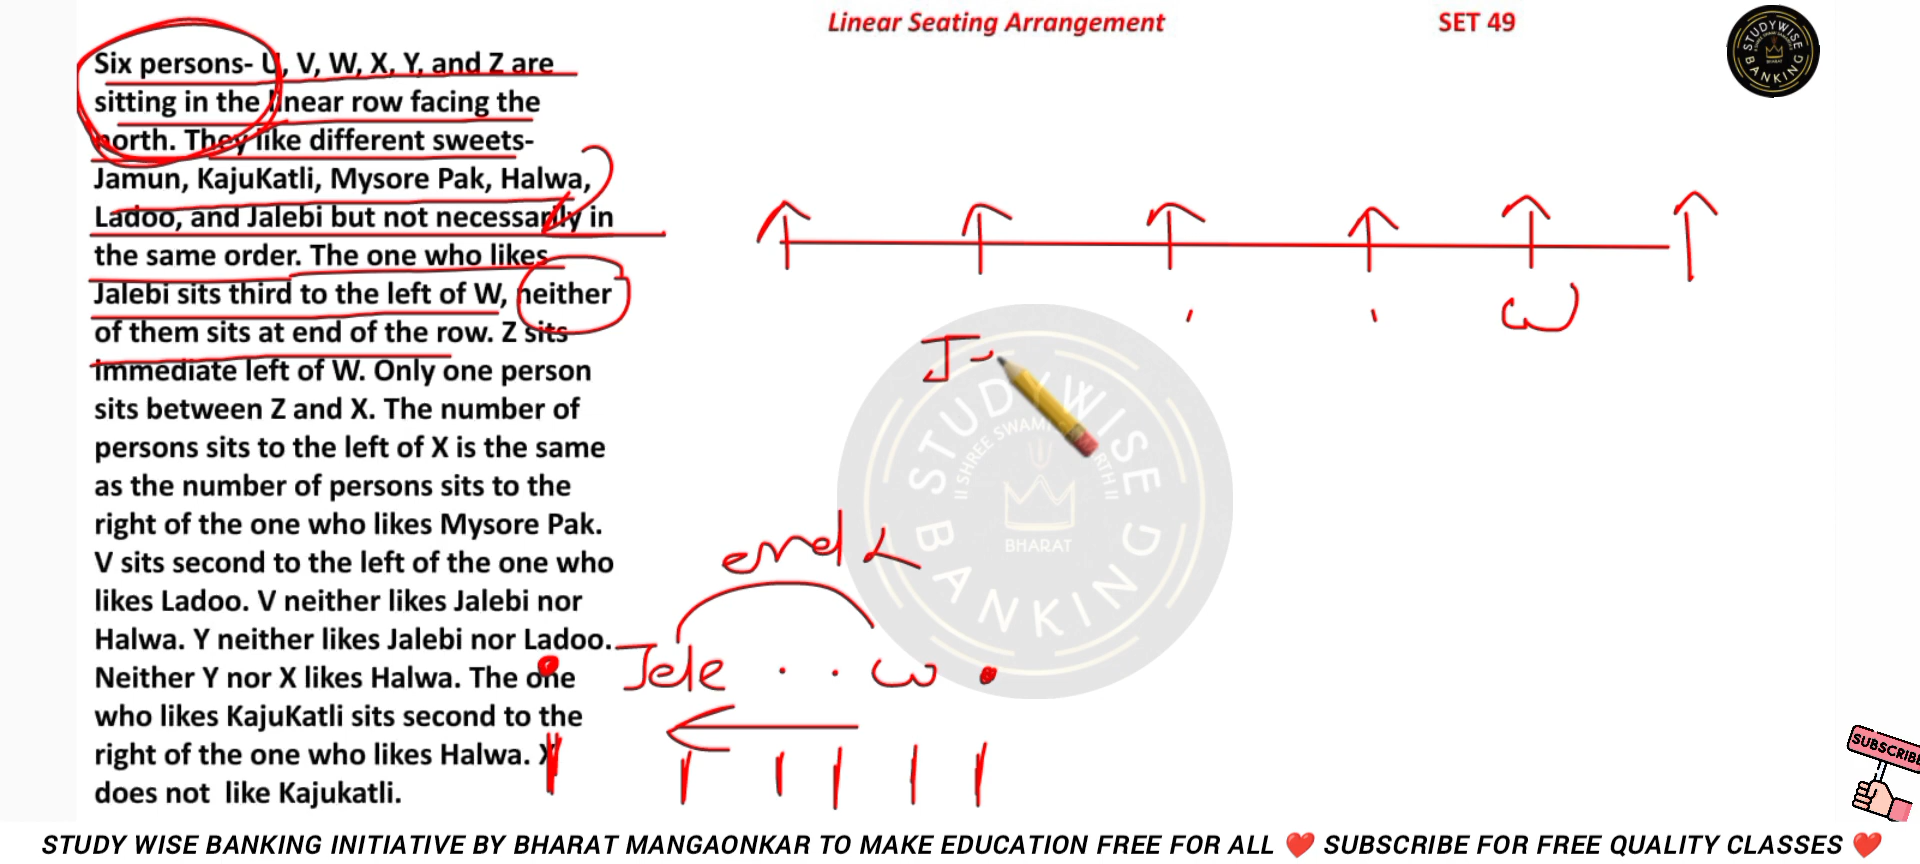 Linear Seating Arrangement
SET 49
STUDYWISE
BANKING
Six persons- U, V, W, X, Y, and Z are
sitting in the linear row facing the
north. They like different sweets-
Jamun, KajuKatli, Mysore Pak, Halwa,
Ladoo, and Jalebi but not necessarily in
the same order. The one who likes
Jalebi sits third to the left of W, neither
of them sits at end of the row. Z sits
immediate left of W. Only one person
sits between Z and X. The number of
persons sits to the left of X is the same
as the number of persons sits to the
right of the one who likes Mysore Pak.
V sits second to the left of the one who
likes Ladoo. V neither likes Jalebi nor
Halwa. Y neither likes Jalebi nor Ladoo.
Neither Y nor X likes Halwa. The one
who likes KajuKatli sits second to the
right of the one who likes Halwa. X
does not like Kajukatli.
W
J
STUDYWISE
BHARAT
BANKING
end
Jele . . W .
SUBSCRIBE
STUDY WISE BANKING INITIATIVE BY BHARAT MANGAONKAR TO MAKE EDUCATION FREE FOR ALL ❤️ SUBSCRIBE FOR FREE QUALITY CLASSES ❤️